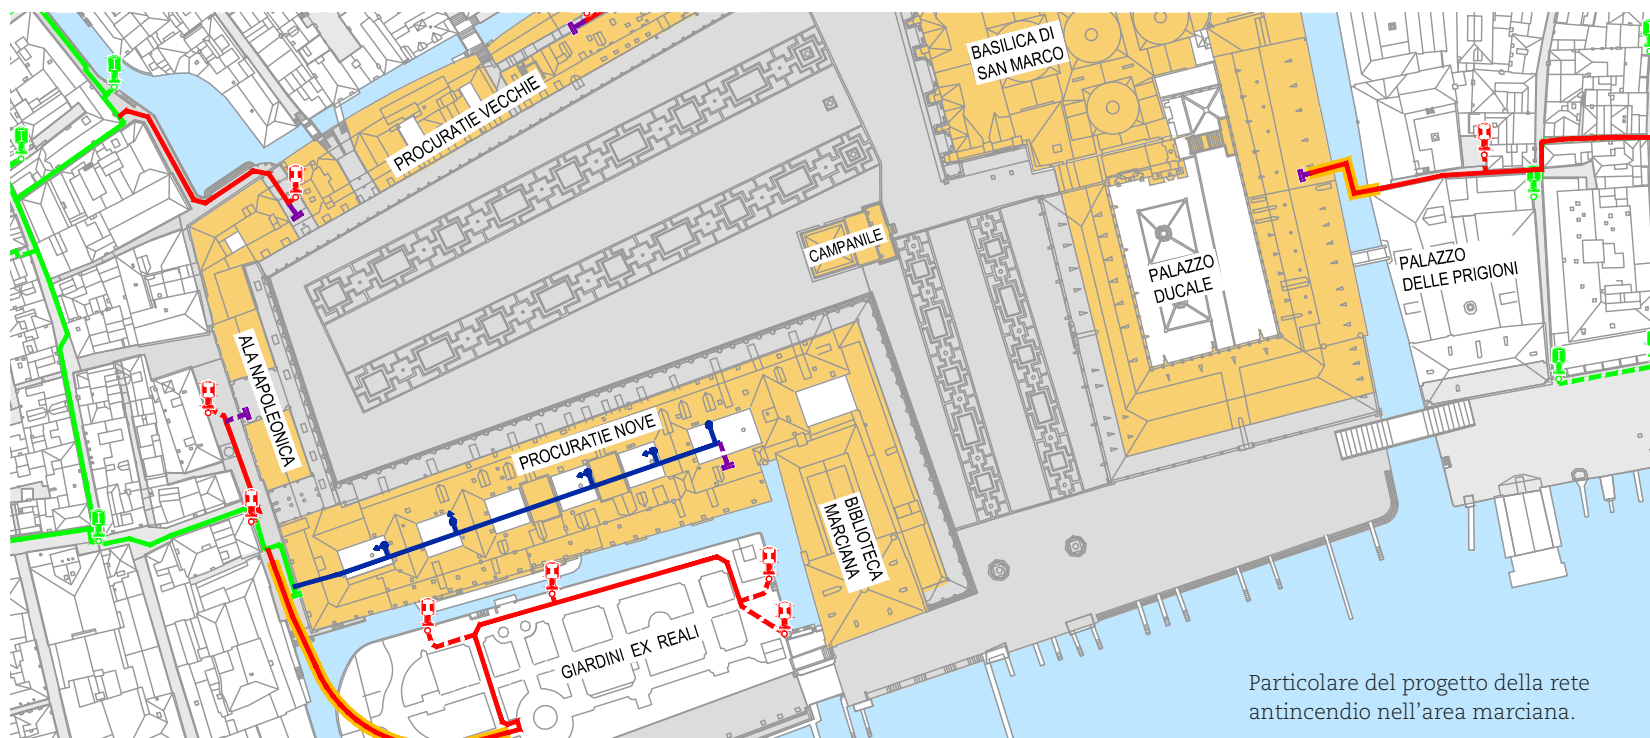 BASILICA DI
SAN MARCO
PROCURATIE VECCHIE
CAMPANILE
PALAZZO
DUCALE
PALAZZO
DELLE PRIGIONI
ALA NAPOLEONICA
PROCURATIE NOVE
BIBLIOTECA
MARCIANA
GIARDINI EX REALI
Particolare del progetto della rete
antincendio nell'area marciana.